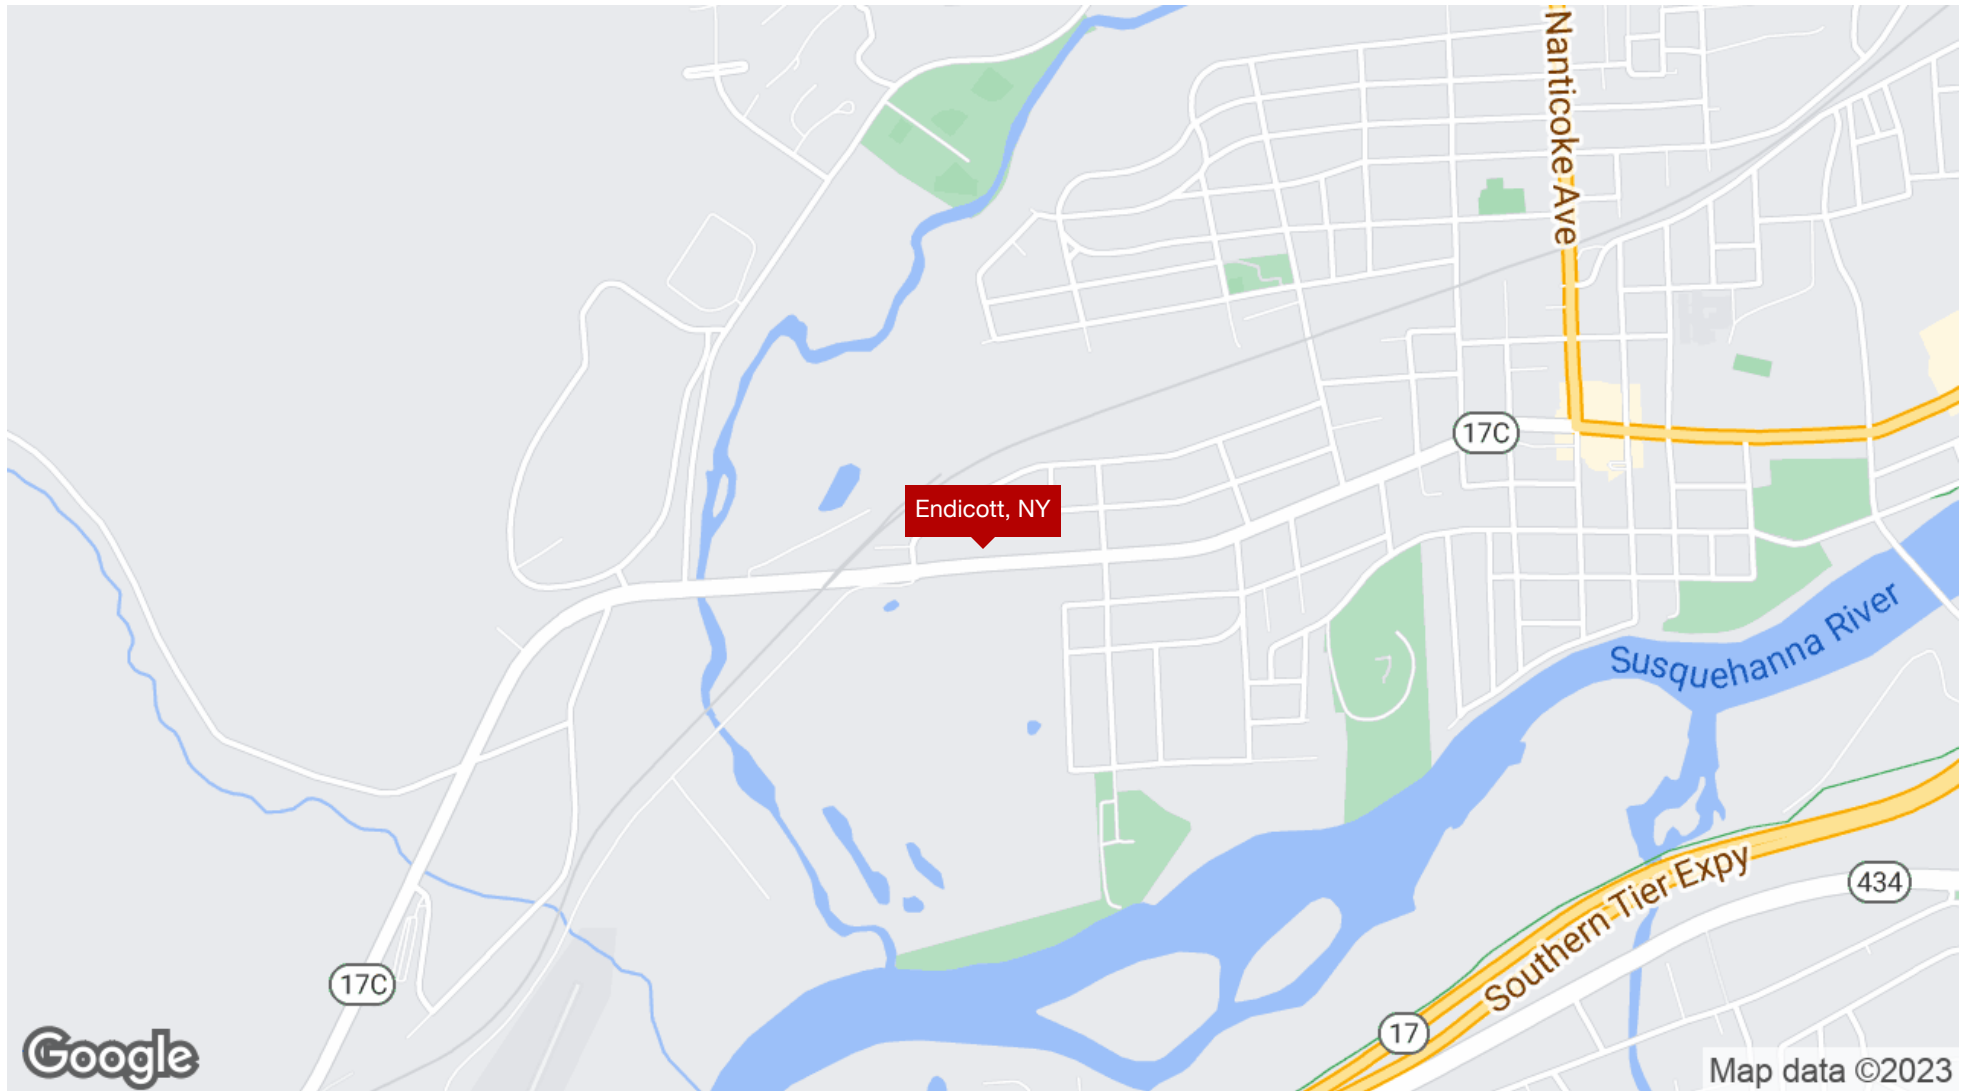 Nanticoke Ave
17C
Endicott, NY
Susquehanna River
Southern Tier Expy
434
17C
17
Google
Map data ©2023